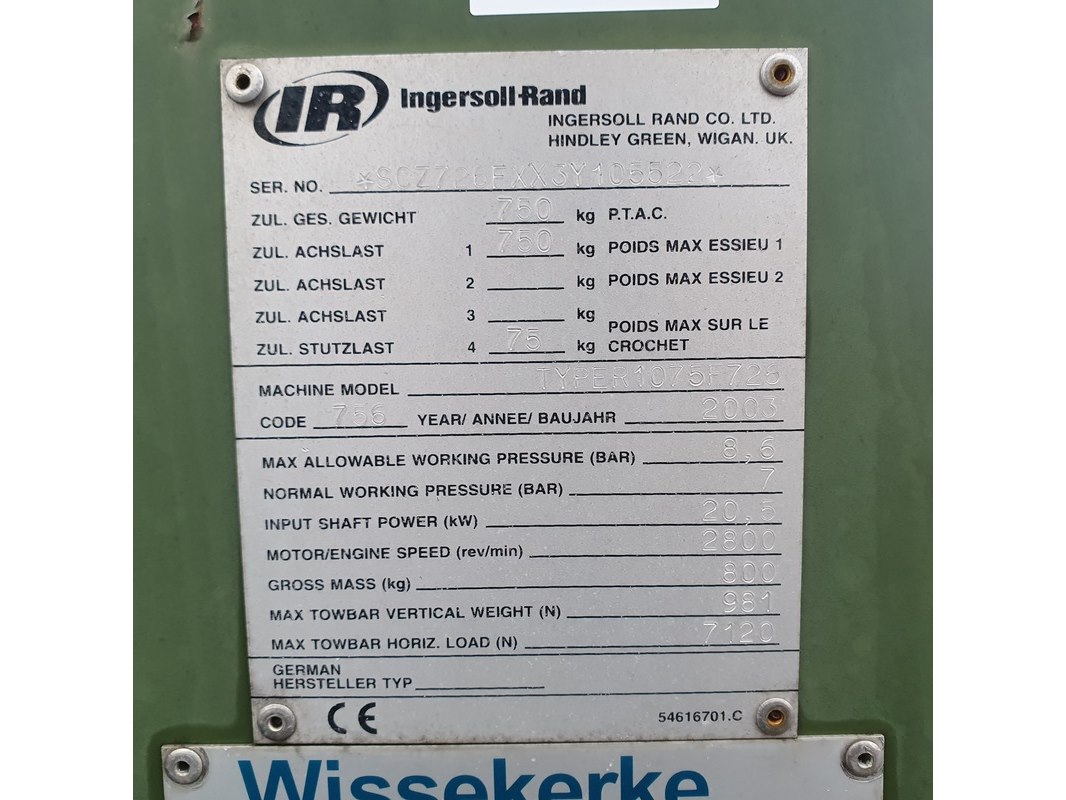 IR Ingersoll-Rand
INGERSOLL RAND CO. LTD.
HINDLEY GREEN, WIGAN. UK.
SER. NO. *SCZ726FXX3Y105522*
ZUL. GES. GEWICHT 750 kg P.T.A.C.
ZUL. ACHSLAST 1 750 kg POIDS MAX ESSIEU 1
ZUL. ACHSLAST 2 kg POIDS MAX ESSIEU 2
ZUL. ACHSLAST 3 kg
ZUL. STUTZLAST 4 75 kg POIDS MAX SUR LE
CROCHET
MACHINE MODEL TYPER1075F726
CODE 756 YEAR/ ANNEE/ BAUJAHR 2003
MAX ALLOWABLE WORKING PRESSURE (BAR) 8,6
NORMAL WORKING PRESSURE (BAR) 7
INPUT SHAFT POWER (kW) 20,5
MOTOR/ENGINE SPEED (rev/min) 2800
GROSS MASS (kg) 800
MAX TOWBAR VERTICAL WEIGHT (N) 981
MAX TOWBAR HORIZ. LOAD (N) 7120
GERMAN
HERSTELLER TYP
CE 54616701.C
Wissekerke